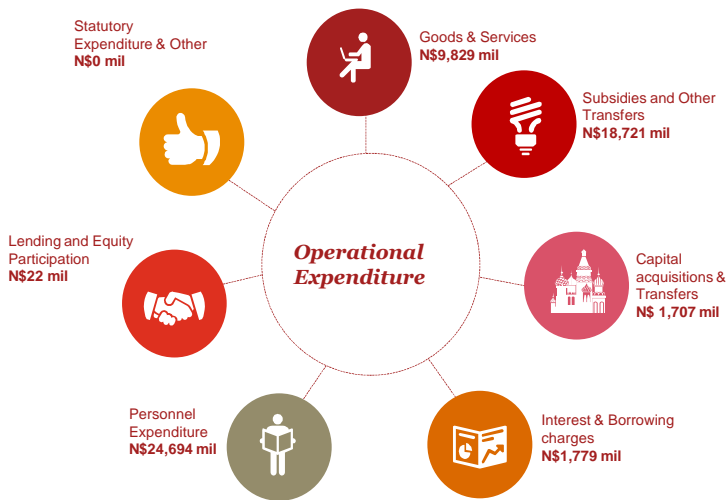 Statutory
Expenditure & Other
N$0 mil
Goods & Services
N$9,829 mil
Subsidies and Other
Transfers
N$18,721 mil
Lending and Equity
Participation
N$22 mil
Operational
Expenditure
Capital
acquisitions &
Transfers
N$ 1,707 mil
Personnel
Expenditure
N$24,694 mil
Interest & Borrowing
charges
N$1,779 mil